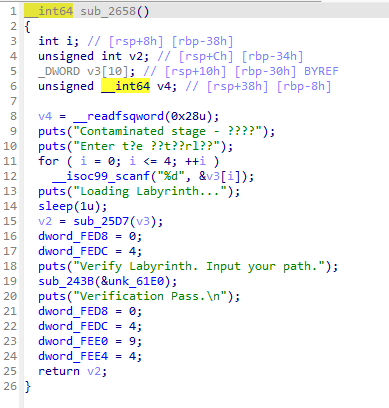 1 __int64 sub_2658()
2 {
3 int i; // [rsp+8h] [rbp-38h]
4 unsigned int v2; // [rsp+Ch] [rbp-34h]
5 _DWORD v3[10]; // [rsp+10h] [rbp-30h] BYREF
6 unsigned __int64 v4; // [rsp+38h] [rbp-8h]
7
8 v4 = __readfsqword(0x28u);
9 puts("Contaminated stage - ????");
10 puts("Enter t?e ??t??rl??");
11 for ( i = 0; i <= 4; ++i )
12 __isoc99_scanf("%d", &v3[i]);
13 puts("Loading Labyrinth...");
14 sleep(1u);
15 v2 = sub_25D7(v3);
16 dword_FED8 = 0;
17 dword_FEDC = 4;
18 puts("Verify Labyrinth. Input your path.");
19 sub_243B(&unk_61E0);
20 puts("Verification Pass.\n");
21 dword_FED8 = 0;
22 dword_FEDC = 4;
23 dword_FEE0 = 9;
24 dword_FEE4 = 4;
25 return v2;
26 }